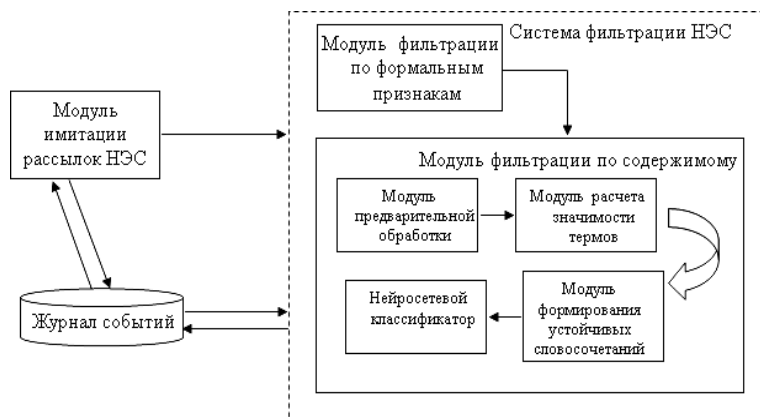 Система фильтрации НЭС
Модуль фильтрации
по формальным
признакам
Модуль
имитации
рассылок НЭС
Модуль фильтрации по содержимому
Модуль
предварительной
обработки
Модуль расчета
значимости
термов
Нейросетевой
классификатор
Модуль
формирования
устойчивых
словосочетаний
Журнал событий